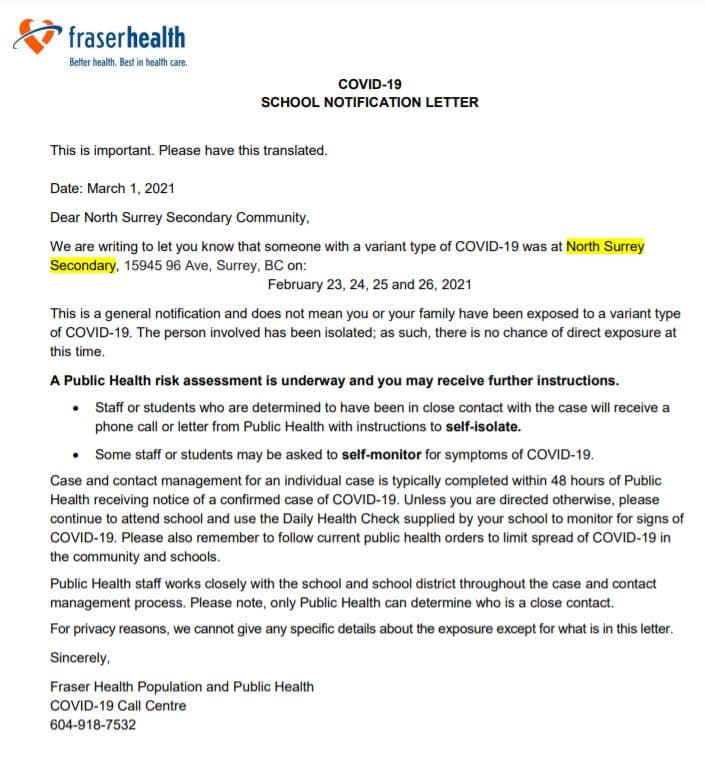 fraserhealth
Better health. Best in health care.
COVID-19
SCHOOL NOTIFICATION LETTER
This is important. Please have this translated.
Date: March 1, 2021
Dear North Surrey Secondary Community,
We are writing to let you know that someone with a variant type of COVID-19 was at North Surrey
Secondary, 15945 96 Ave, Surrey, BC on:
February 23, 24, 25 and 26, 2021
This is a general notification and does not mean you or your family have been exposed to a variant type
of COVID-19. The person involved has been isolated; as such, there is no chance of direct exposure at
this time.
A Public Health risk assessment is underway and you may receive further instructions.
• Staff or students who are determined to have been in close contact with the case will receive a
phone call or letter from Public Health with instructions to self-isolate.
• Some staff or students may be asked to self-monitor for symptoms of COVID-19.
Case and contact management for an individual case is typically completed within 48 hours of Public
Health receiving notice of a confirmed case of COVID-19. Unless you are directed otherwise, please
continue to attend school and use the Daily Health Check supplied by your school to monitor for signs of
COVID-19. Please also remember to follow current public health orders to limit spread of COVID-19 in
the community and schools.
Public Health staff works closely with the school and school district throughout the case and contact
management process. Please note, only Public Health can determine who is a close contact.
For privacy reasons, we cannot give any specific details about the exposure except for what is in this letter.
Sincerely,
Fraser Health Population and Public Health
COVID-19 Call Centre
604-918-7532